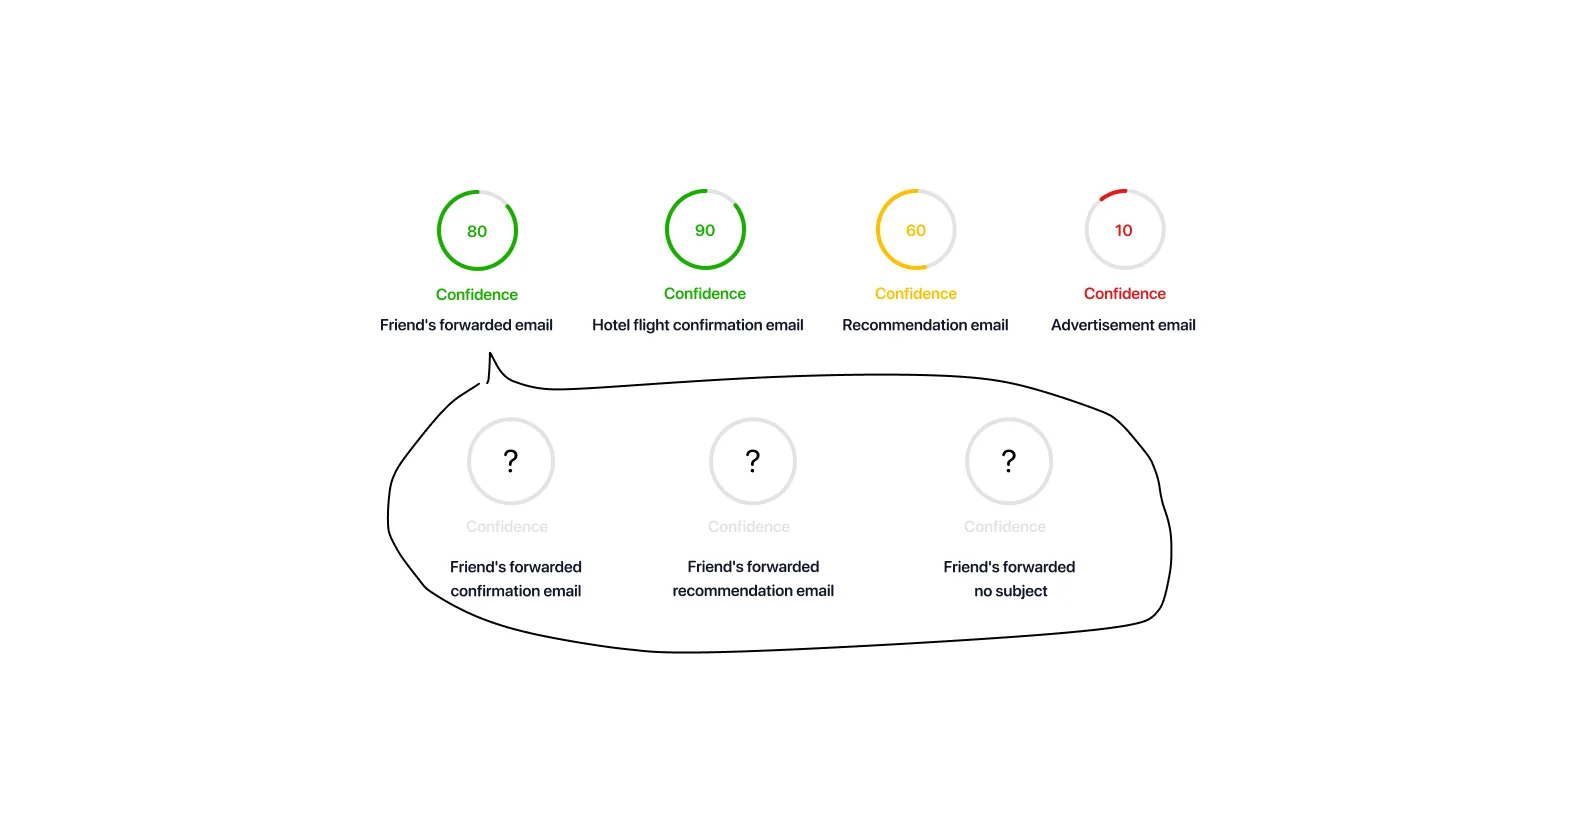 80
90
60
10
Confidence
Confidence
Confidence
Confidence
Friend's forwarded email
Hotel flight confirmation email
Recommendation email
Advertisement email
?
?
?
Confidence
Confidence
Confidence
Friend's forwarded
confirmation email
Friend's forwarded
recommendation email
Friend's forwarded
no subject